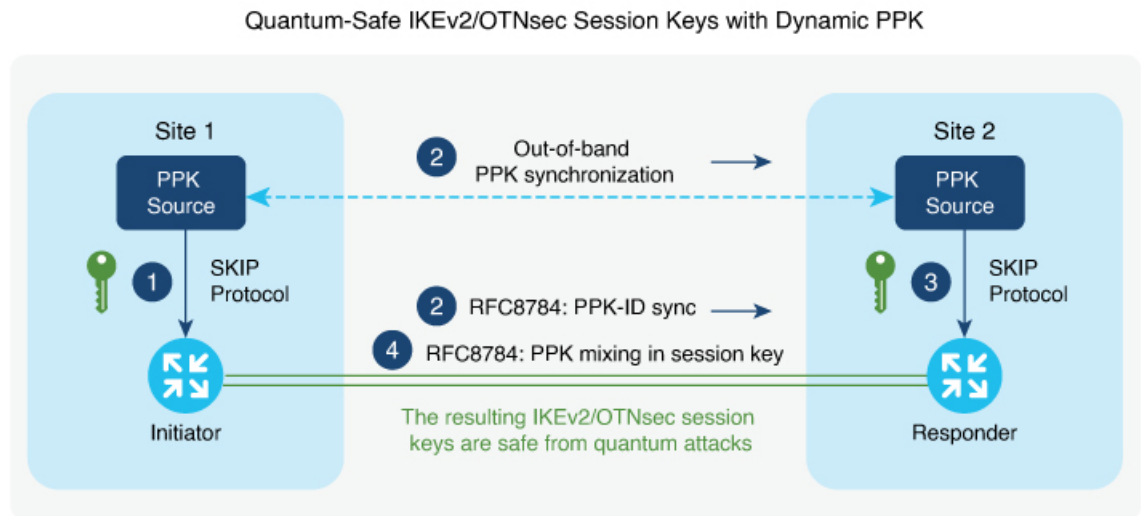 Quantum-Safe IKEv2/OTNsec Session Keys with Dynamic PPK
Site 1
Site 2
2
Out-of-band
PPK synchronization
PPK
Source
PPK
Source
1
SKIP
Protocol
3
SKIP
Protocol
2
RFC8784: PPK-ID sync
4
RFC8784: PPK mixing in session key
The resulting IKEv2/OTNsec session
keys are safe from quantum attacks
Initiator
Responder